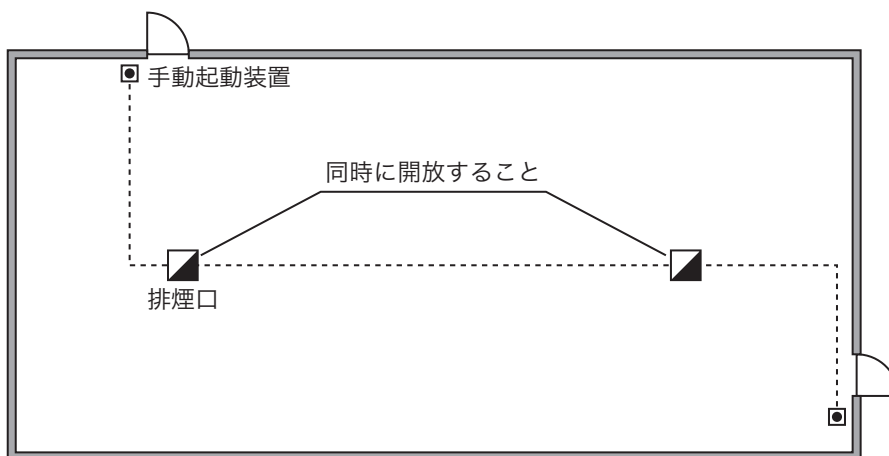 手動起動装置
同時に開放すること
排煙口